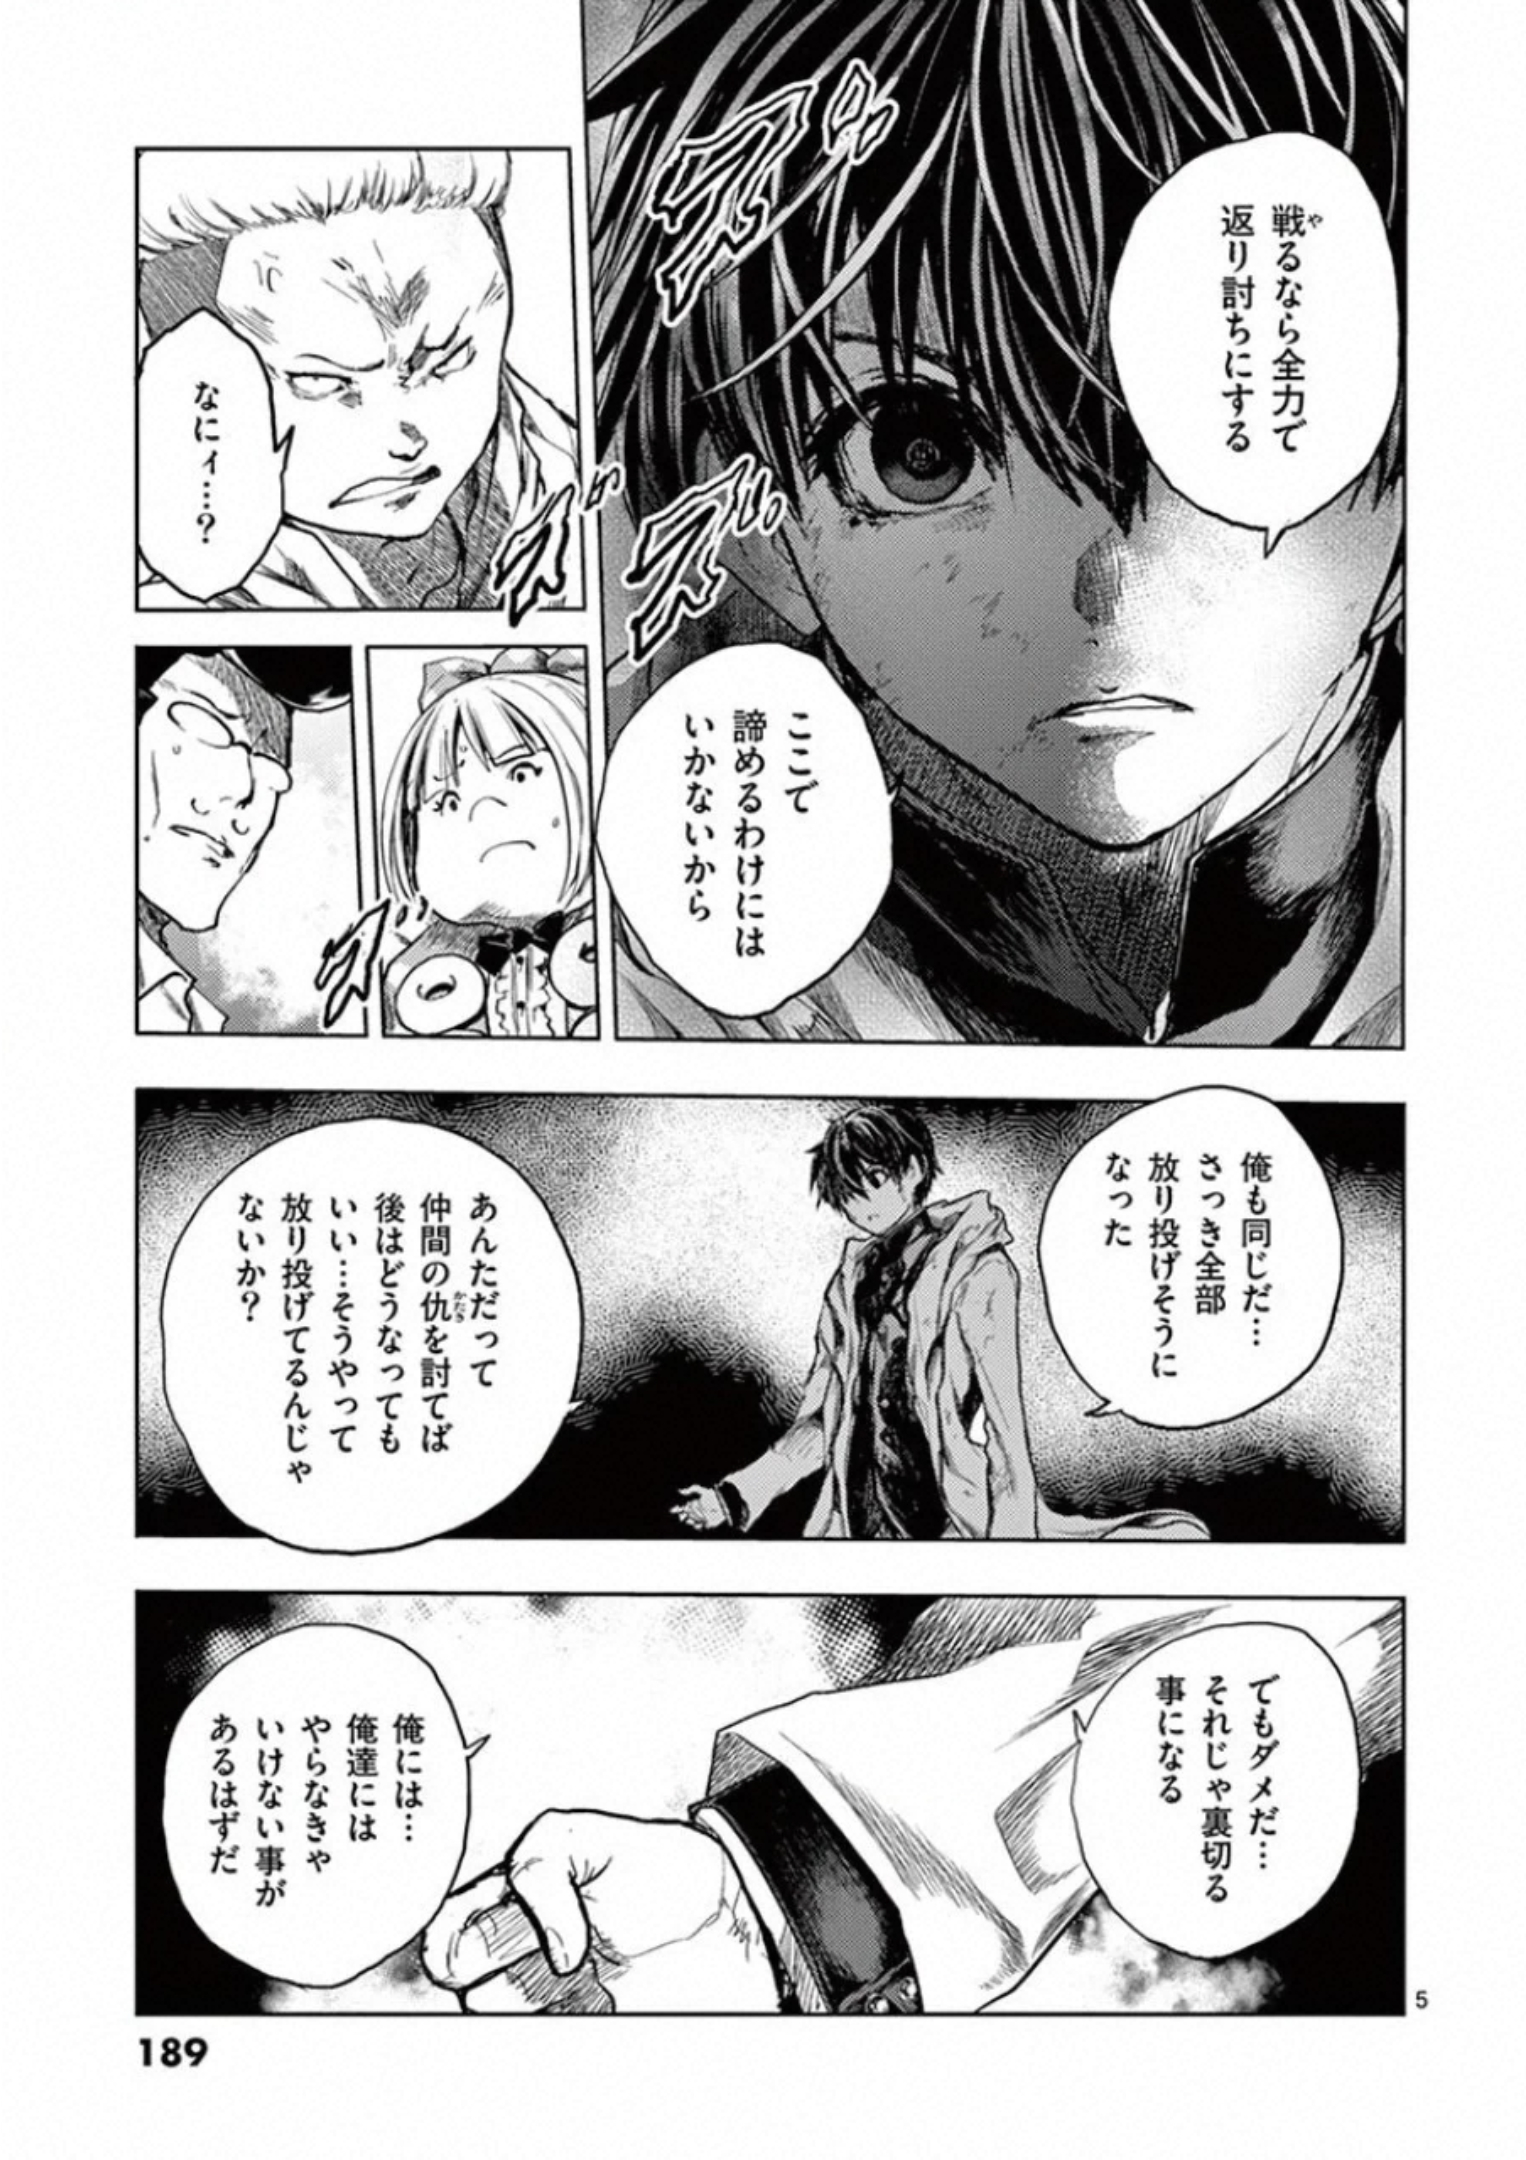 戦るなら全力で
や
返り討ちにする
ここで
諦めるわけには
いかないから
なにィ…?
俺も同じだ…
さっき全部
放り投げそうに
なった
あんただって
仲間の仇を討てば
かたき
後はどうなっても
いい…そうやって
放り投げてるんじゃ
ないか?
でもダメだ…
それじゃ裏切る
事になる
俺には…
俺達には
やらなきゃ
いけない事が
あるはずだ
5
189